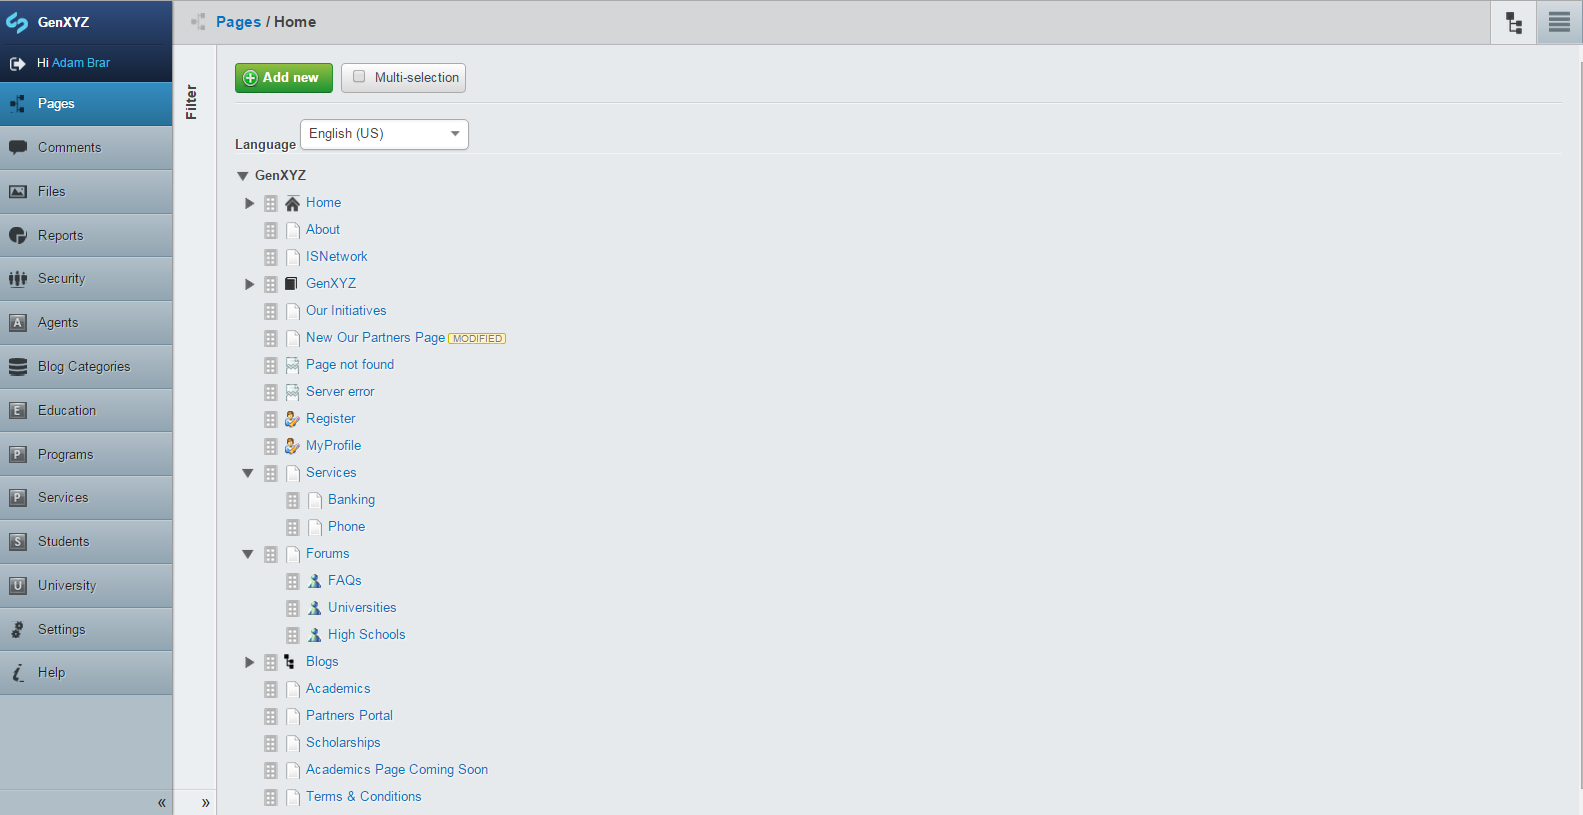 GenXYZ
Hi Adam Brar
Pages
Comments
Files
Reports
Security
A Agents
Blog Categories
E Education
P Programs
P Services
S Students
U University
Settings
Help
«
Pages / Home
Filter
»
Add new
Multi-selection
Language English (US)
GenXYZ
Home
About
ISNetwork
GenXYZ
Our Initiatives
New Our Partners Page MODIFIED
Page not found
Server error
Register
MyProfile
Services
Banking
Phone
Forums
FAQs
Universities
High Schools
Blogs
Academics
Partners Portal
Scholarships
Academics Page Coming Soon
Terms & Conditions